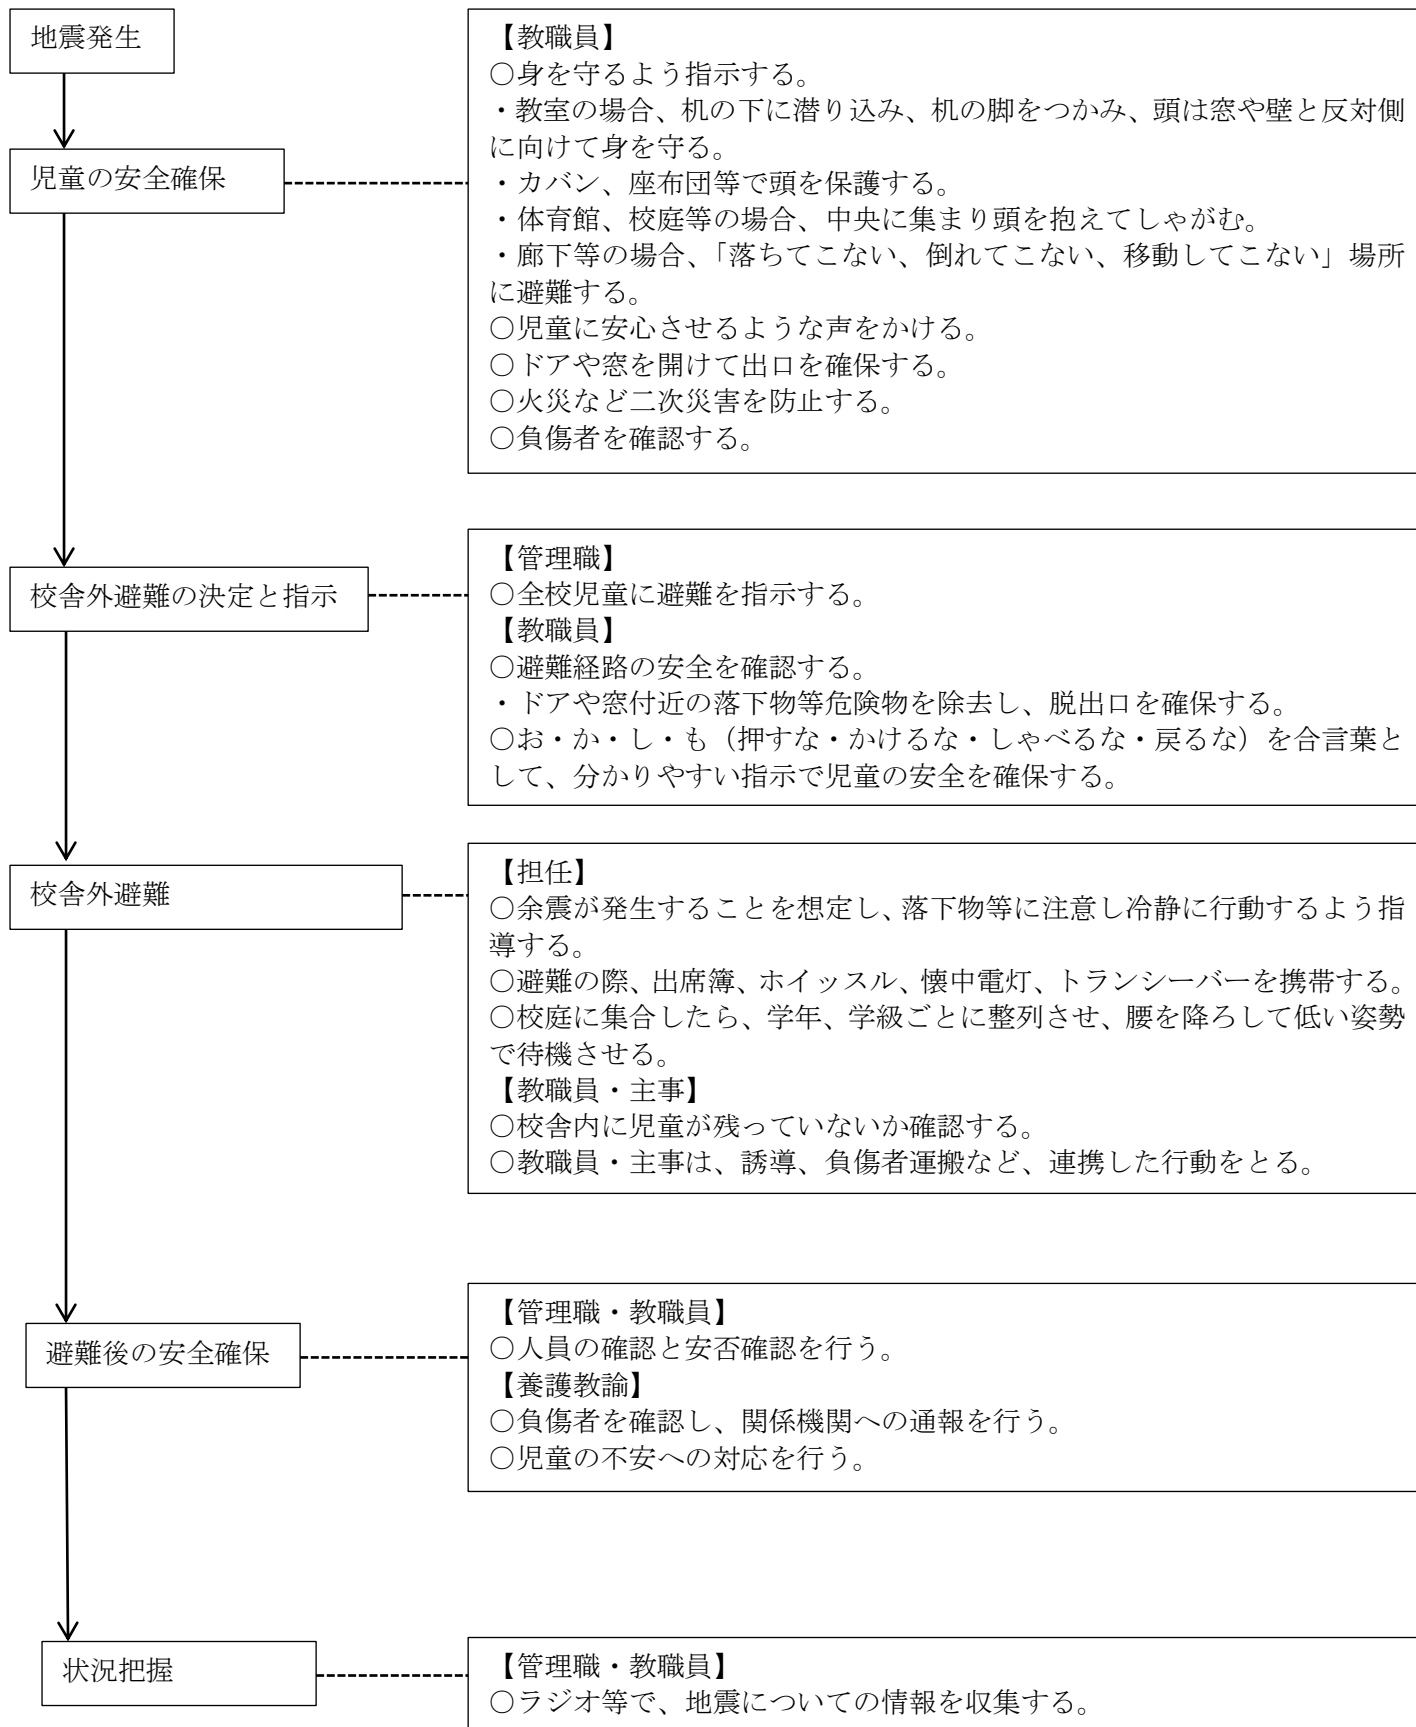 地震発生
【教職員】
○身を守るよう指示する。
・教室の場合、机の下に潜り込み、机の脚をつかみ、頭は窓や壁と反対側
に向けて身を守る。
児童の安全確保
・カバン、座布団等で頭を保護する。
・体育館、校庭等の場合、中央に集まり頭を抱えてしゃがむ。
・廊下等の場合、「落ちてこない、倒れてこない、移動してこない」場所
に避難する。
○児童に安心させるような声をかける。
○ドアや窓を開けて出口を確保する。
○火災など二次災害を防止する。
○負傷者を確認する。
校舎外避難の決定と指示
【管理職】
○全校児童に避難を指示する。
【教職員】
○避難経路の安全を確認する。
・ドアや窓付近の落下物等危険物を除去し、脱出口を確保する。
○お・か・し・も（押すな・かけるな・しゃべるな・戻るな）を合言葉と
して、分かりやすい指示で児童の安全を確保する。
校舎外避難
【担任】
○余震が発生することを想定し、落下物等に注意し冷静に行動するよう指
導する。
○避難の際、出席簿、ホイッスル、懐中電灯、トランシーバーを携帯する。
○校庭に集合したら、学年、学級ごとに整列させ、腰を降ろして低い姿勢
で待機させる。
【教職員・主事】
○校舎内に児童が残っていないか確認する。
○教職員・主事は、誘導、負傷者運搬など、連携した行動をとる。
避難後の安全確保
【管理職・教職員】
○人員の確認と安否確認を行う。
【養護教諭】
○負傷者を確認し、関係機関への通報を行う。
○児童の不安への対応を行う。
状況把握
【管理職・教職員】
○ラジオ等で、地震についての情報を収集する。